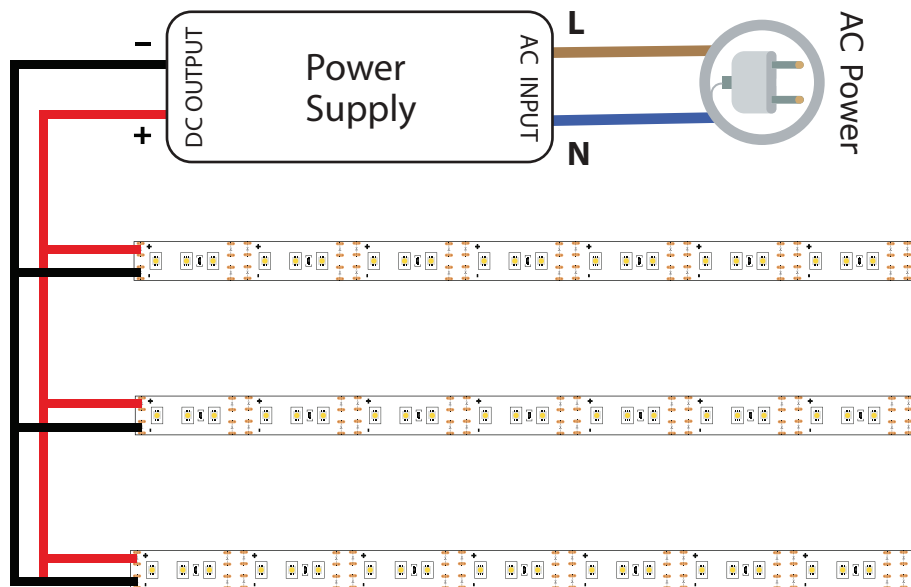 −
+
DC OUTPUT
Power
Supply
AC INPUT
L
N
AC Power